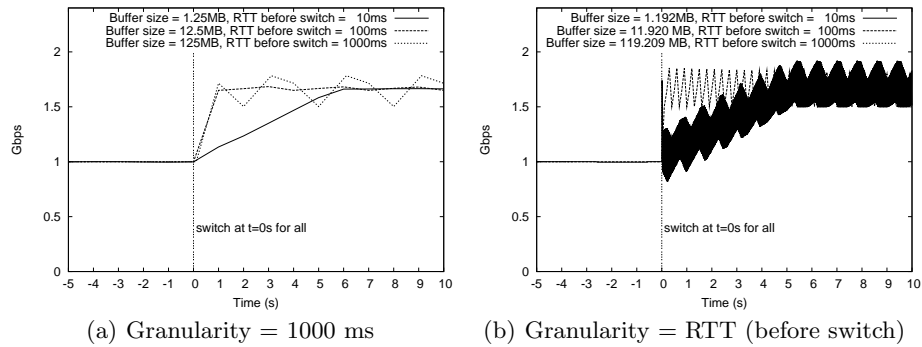 Buffer size = 1.25MB, RTT before switch = 10ms
Buffer size = 12.5MB, RTT before switch = 100ms
Buffer size = 125MB, RTT before switch = 1000ms
2
1.5
1
0.5
0
Gbps
switch at t=0s for all
-5 -4 -3 -2 -1 0 1 2 3 4 5 6 7 8 9 10
Time (s)
(a) Granularity = 1000 ms
Buffer size = 1.192MB, RTT before switch = 10ms
Buffer size = 11.920 MB, RTT before switch = 100ms
Buffer size = 119.209 MB, RTT before switch = 1000ms
2
1.5
1
0.5
0
Gbps
switch at t=0s for all
-5 -4 -3 -2 -1 0 1 2 3 4 5 6 7 8 9 10
Time (s)
(b) Granularity = RTT (before switch)